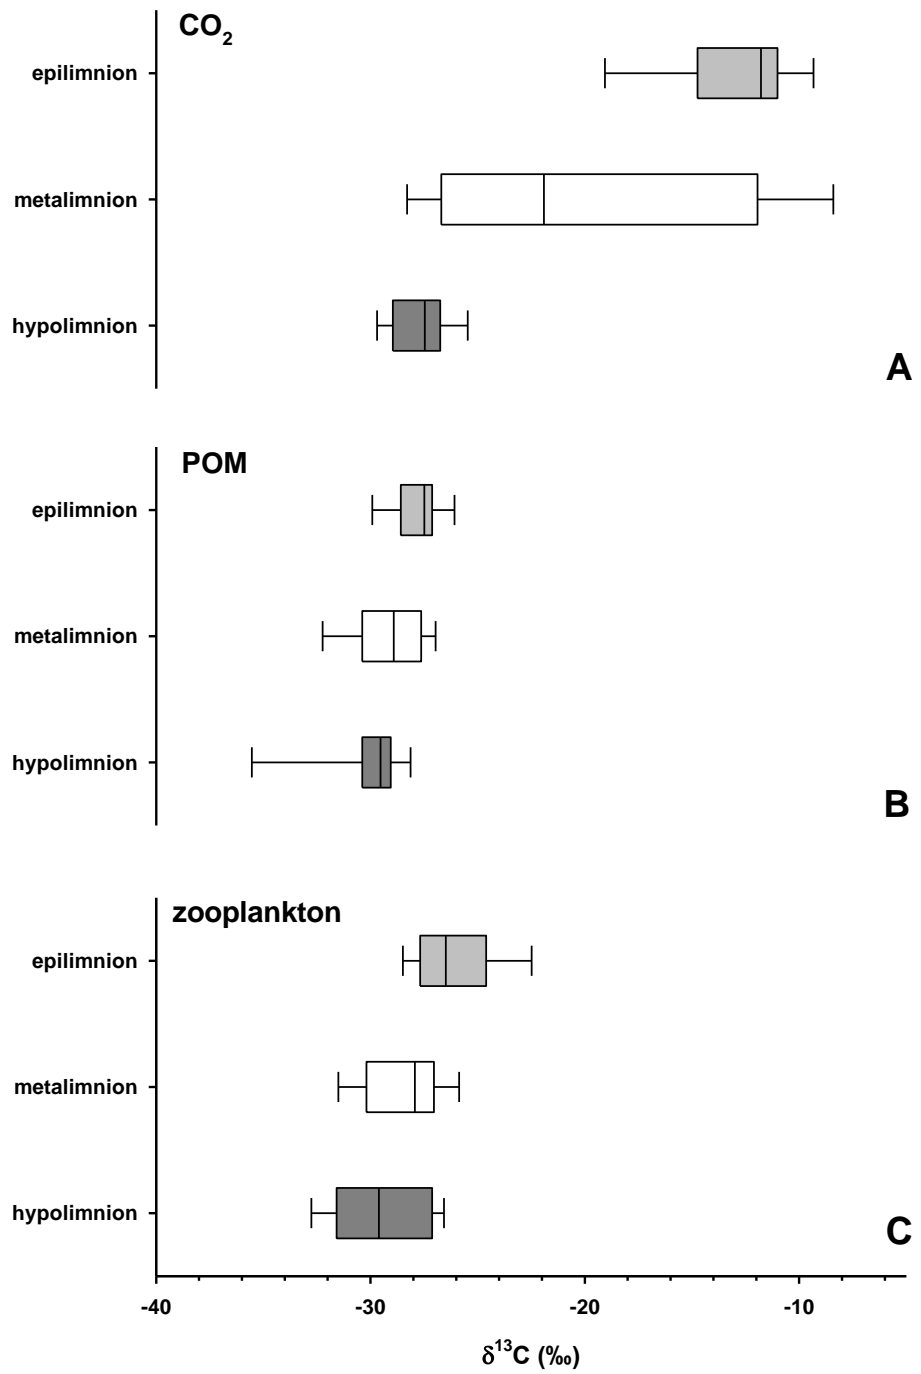 CO₂
epilimnion
metalimnion
hypolimnion
A
POM
epilimnion
metalimnion
hypolimnion
B
zooplankton
epilimnion
metalimnion
hypolimnion
C
-40 -30 -20 -10
δ¹³C (‰)